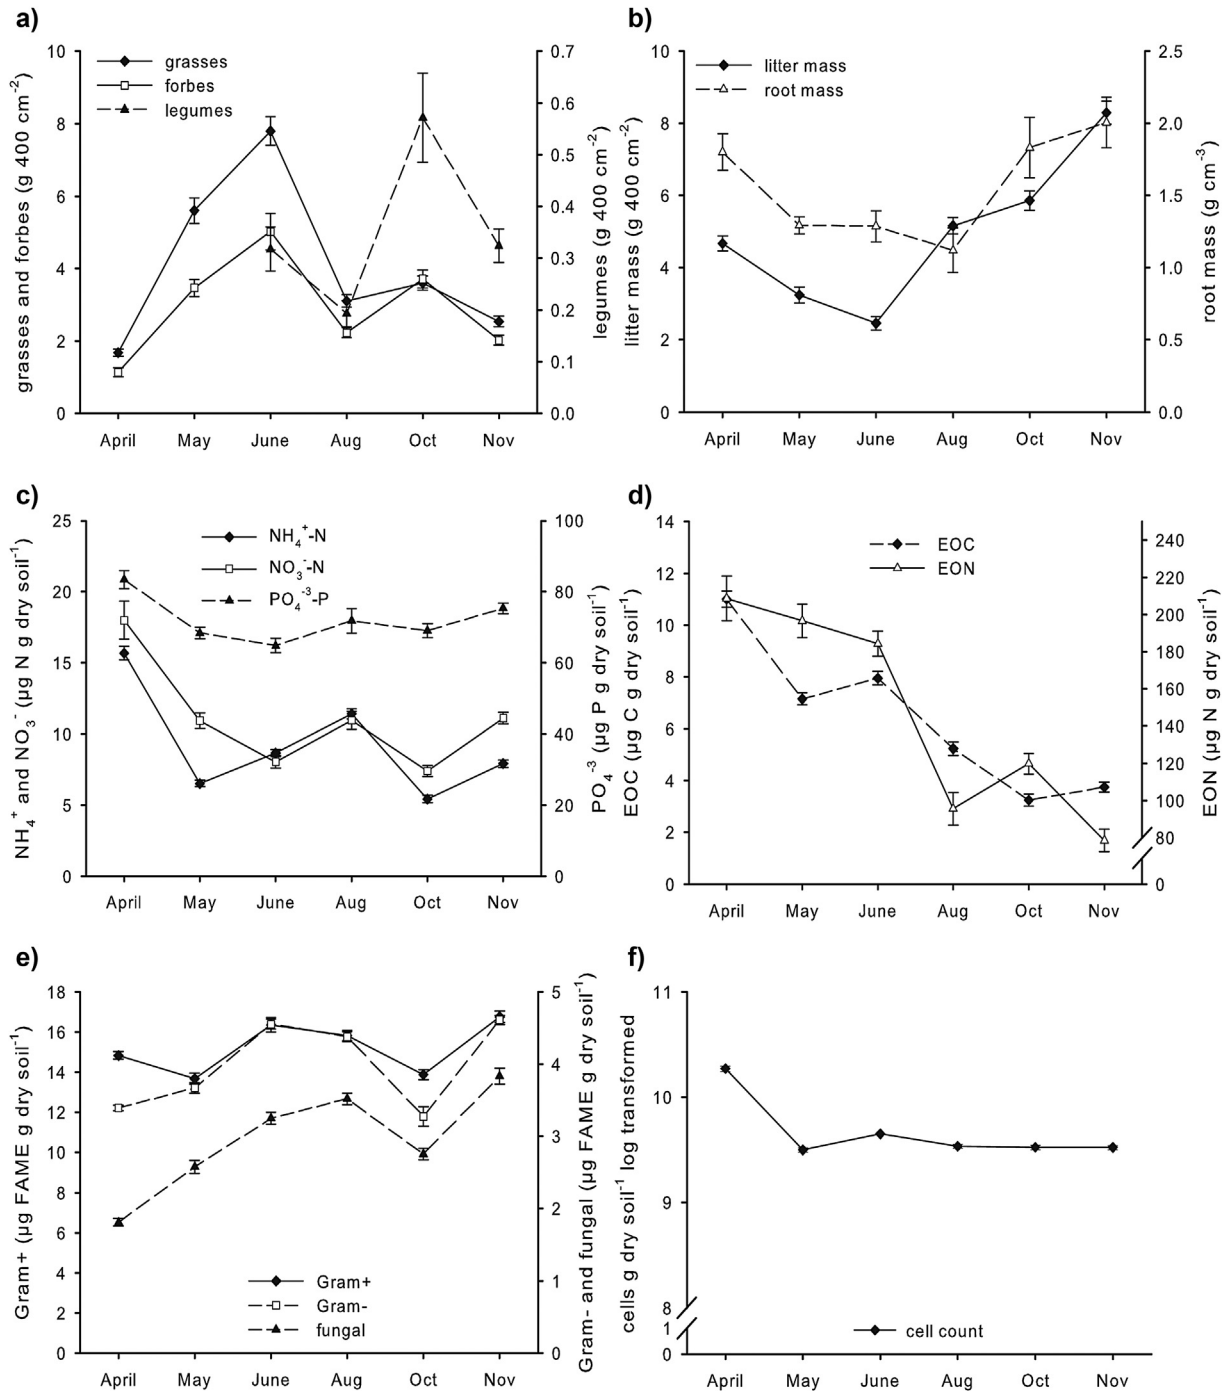 a)
grasses
forbes
legumes
grasses and forbes (g 400 cm⁻²)
10
8
6
4
2
0
legumes (g 400 cm⁻²)
0.7
0.6
0.5
0.4
0.3
0.2
0.1
0.0
April May June Aug Oct Nov
b)
litter mass
root mass
litter mass (g 400 cm⁻²)
10
8
6
4
2
0
root mass (g cm⁻³)
2.5
2.0
1.5
1.0
0.5
0.0
April May June Aug Oct Nov
c)
NH₄⁺-N
NO₃⁻-N
PO₄⁻³-P
NH₄⁺ and NO₃⁻ (µg N g dry soil⁻¹)
25
20
15
10
5
0
PO₄⁻³ (µg P g dry soil⁻¹)
100
80
60
40
20
0
April May June Aug Oct Nov
d)
EOC
EON
EOC (µg C g dry soil⁻¹)
14
12
10
8
6
4
2
0
EON (µg N g dry soil⁻¹)
240
220
200
180
160
140
120
100
80
0
April May June Aug Oct Nov
e)
Gram+ (µg FAME g dry soil⁻¹)
18
16
14
12
10
8
6
4
2
0
Gram- and fungal (µg FAME g dry soil⁻¹)
5
4
3
2
1
0
Gram+
Gram-
fungal
April May June Aug Oct Nov
f)
cells g dry soil⁻¹ log transformed
11
10
9
8
1
0
cell count
April May June Aug Oct Nov